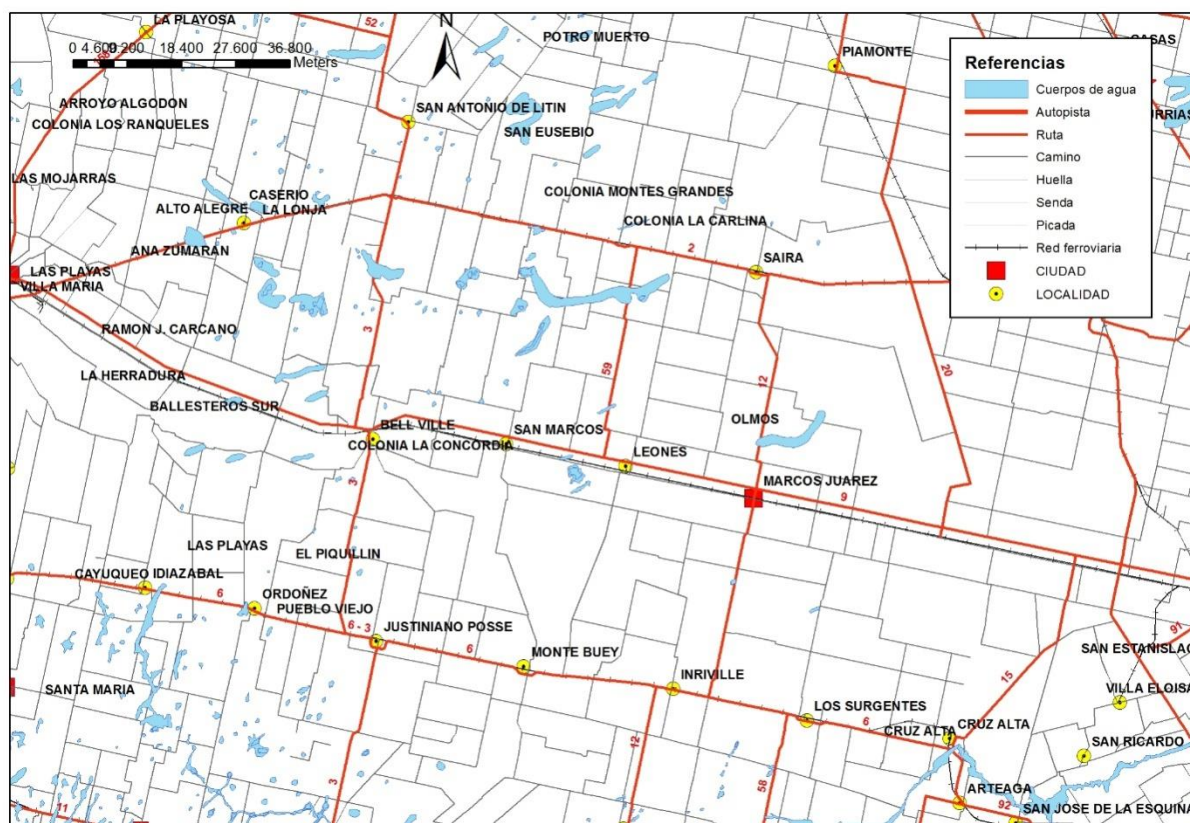 LA PLAYOSA
52
N
POTRO MUERTO
PIAMONTE
CASAS
0 4.600 9.200 18.400 27.600 36.800
Meters
158
Referencias
Cuerpos de agua
Autopista
Ruta
Camino
Huella
Senda
Picada
Red ferroviaria
CIUDAD
LOCALIDAD
ARROYO ALGODON
SAN ANTONIO DE LITIN
COLONIA LOS RANQUELES
SAN EUSEBIO
LAS MOJARRAS
CASERIO
LA LONJA
COLONIA MONTES GRANDES
ALTO ALEGRE
COLONIA LA CARLINA
ANA ZUMARAN
2
SAIRA
LAS PLAYAS
VILLA MARIA
RAMON J. CARCANO
3
59
12
20
LA HERRADURA
BALLESTEROS SUR
BELL VILLE
SAN MARCOS
OLMOS
COLONIA LA CONCORDIA
LEONES
3
MARCOS JUAREZ
9
LAS PLAYAS
EL PIQUILLIN
CAYUQUEO
IDIAZABAL
6
ORDOÑEZ
PUEBLO VIEJO
6 - 3
JUSTINIANO POSSE
6
MONTE BUEY
91
SAN ESTAÑISLAO
15
SANTA MARIA
INRIVILLE
VILLA ELOISA
LOS SURGENTES
6
CRUZ ALTA
CRUZ ALTA
12
SAN RICARDO
3
58
ARTEAGA
11
92
SAN JOSE DE LA ESQUINA